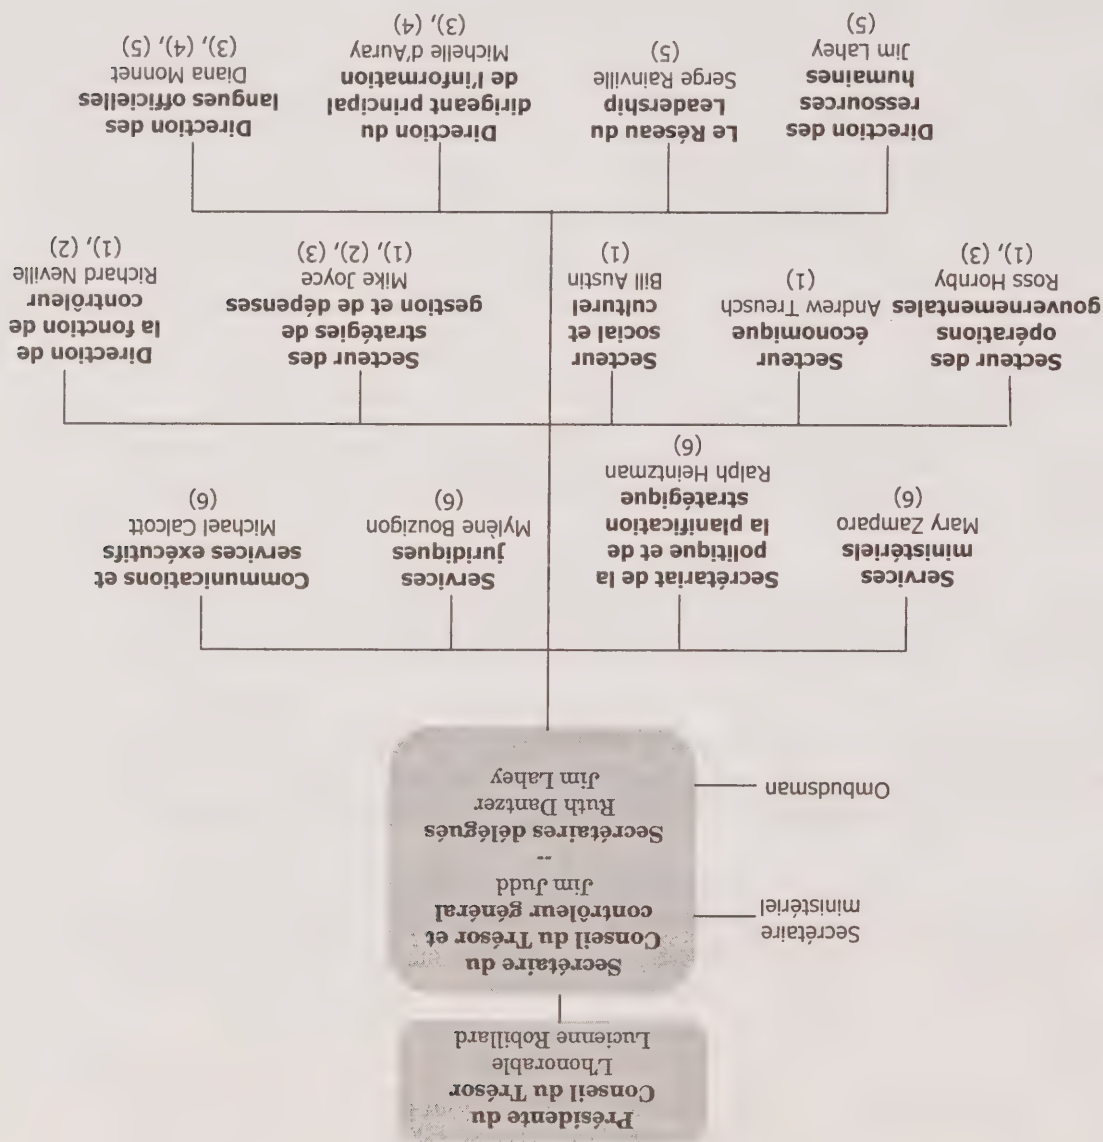 Présidente du
Conseil du Trésor
L'honorable
Lucienne Robillard
Secrétaire du
Conseil du Trésor et
contrôleur général
Jim Judd
--
Secrétaires délégués
Ruth Dantzer
Jim Lahey
Secrétaire
ministériel
Ombudsman
Communications et
services exécutifs
Michael Calcott
(6)
Services
juridiques
Mylène Bouzigon
(6)
Secrétariat de la
politique et de
la planification
stratégique
Ralph Heintzman
(6)
Services
ministériels
Mary Zamparo
(6)
Direction de
la fonction de
contrôleur
Richard Neville
(1), (2)
Secteur des
stratégies de
gestion et de dépenses
Mike Joyce
(1), (2), (3)
Secteur
social et
culturel
Bill Austin
(1)
Secteur
économique
Andrew Treusch
(1)
Secteur des
opérations
gouvernementales
Ross Hornby
(1), (3)
Direction des
langues officielles
Diana Monnet
(3), (4), (5)
Direction du
dirigeant principal
de l'information
Michelle d'Auray
(3), (4)
Le Réseau du
Leadership
Serge Rainville
(5)
Direction des
ressources
humaines
Jim Lahey
(5)